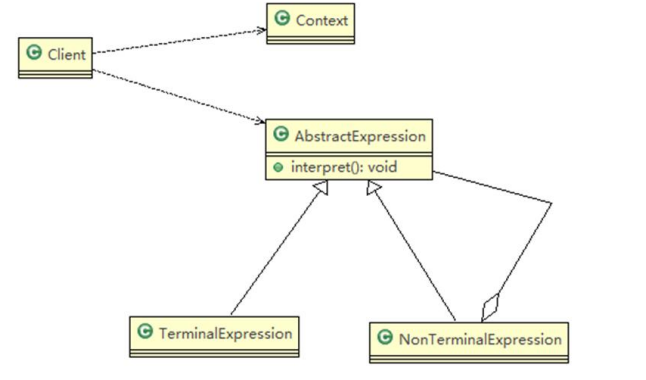 Context
Client
AbstractExpression
interpret(): void
TerminalExpression
NonTerminalExpression